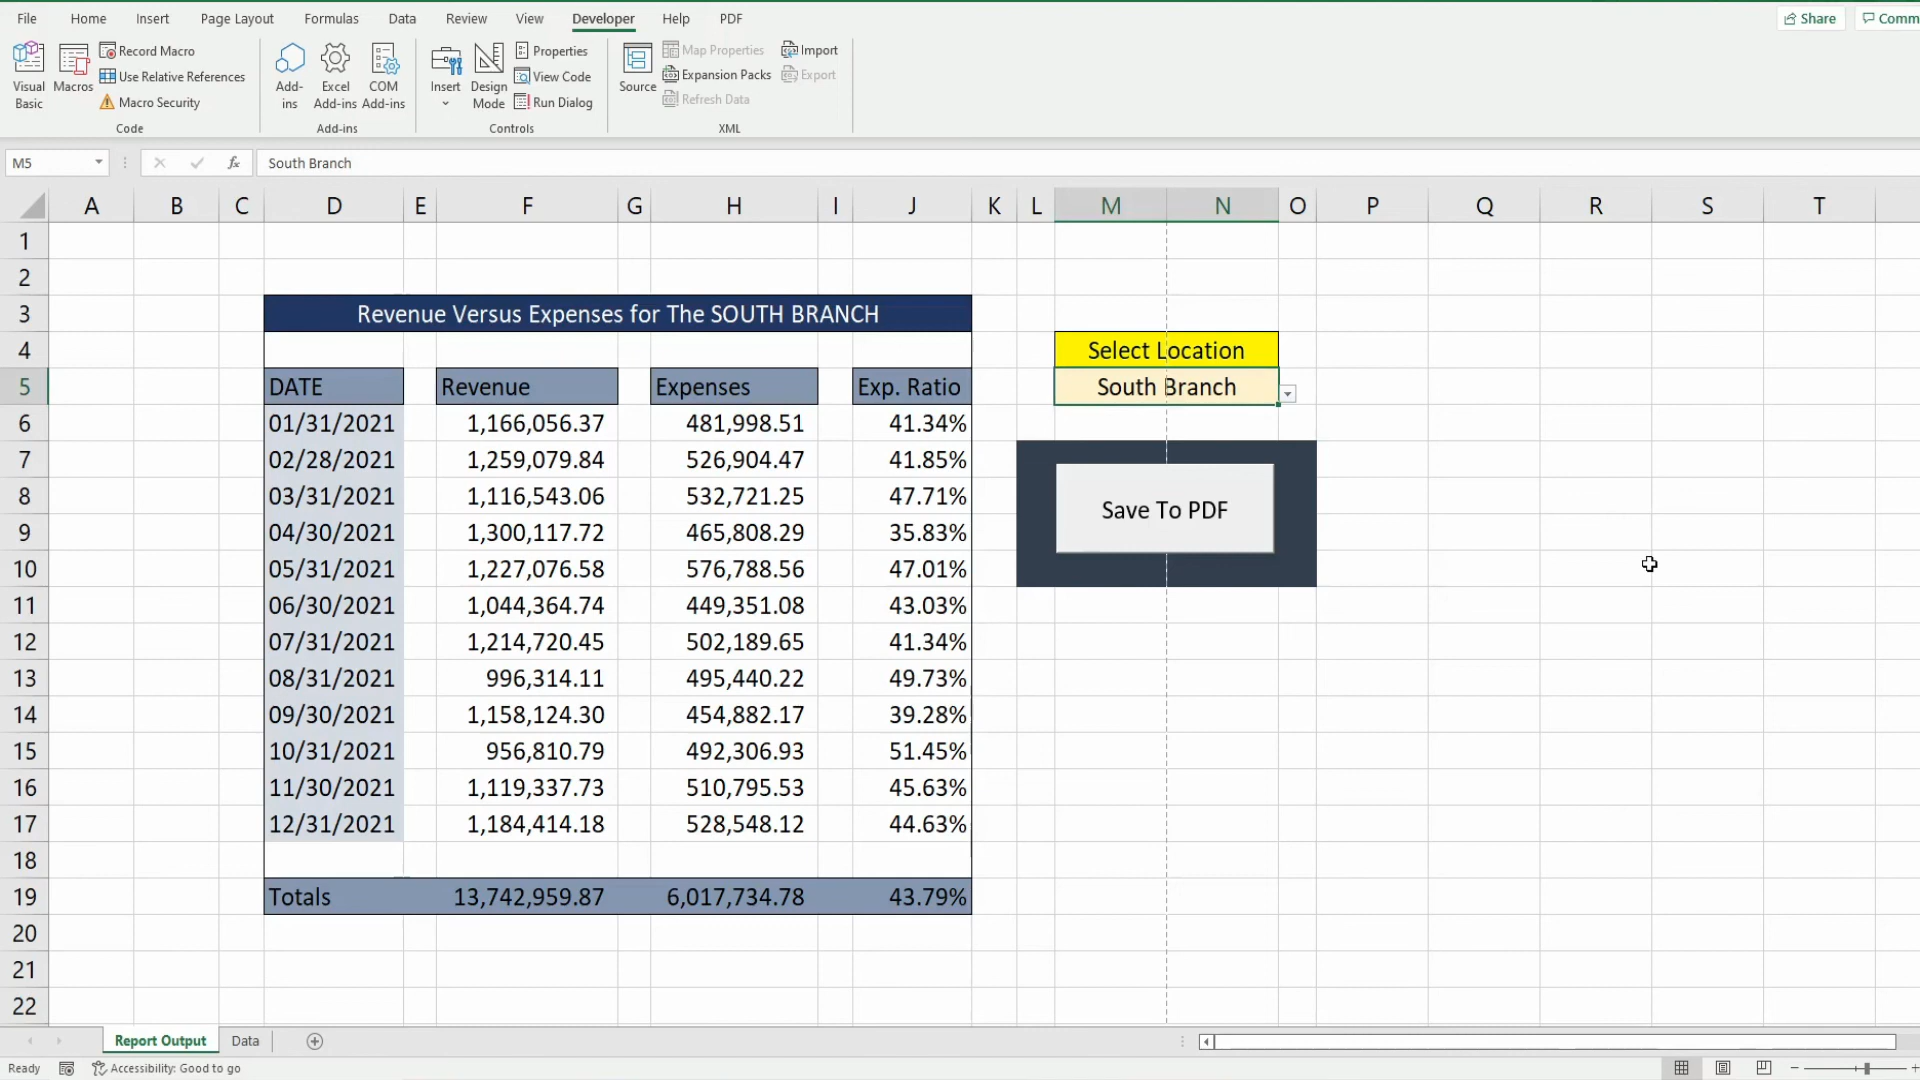 File Home Insert Page Layout Formulas Data Review View Developer Help PDF Share
Visual Basic
Macros
Record Macro
Use Relative References
Macro Security
Code
Add-ins
Excel Add-ins
COM Add-ins
Add-ins
Insert
Design Mode
Properties
View Code
Run Dialog
Controls
Source
Map Properties
Expansion Packs
Refresh Data
Import
Export
XML
M5 fx South Branch
A B C D E F G H I J K L M N O P Q R S T
1
2
3 Revenue Versus Expenses for The SOUTH BRANCH
4 Select Location
5 DATE Revenue Expenses Exp. Ratio South Branch
6 01/31/2021 1,166,056.37 481,998.51 41.34%
7 02/28/2021 1,259,079.84 526,904.47 41.85%
8 03/31/2021 1,116,543.06 532,721.25 47.71%
Save To PDF
9 04/30/2021 1,300,117.72 465,808.29 35.83%
10 05/31/2021 1,227,076.58 576,788.56 47.01%
11 06/30/2021 1,044,364.74 449,351.08 43.03%
12 07/31/2021 1,214,720.45 502,189.65 41.34%
13 08/31/2021 996,314.11 495,440.22 49.73%
14 09/30/2021 1,158,124.30 454,882.17 39.28%
15 10/31/2021 956,810.79 492,306.93 51.45%
16 11/30/2021 1,119,337.73 510,795.53 45.63%
17 12/31/2021 1,184,414.18 528,548.12 44.63%
18
19 Totals 13,742,959.87 6,017,734.78 43.79%
20
21
22
Report Output Data
Ready Accessibility: Good to go